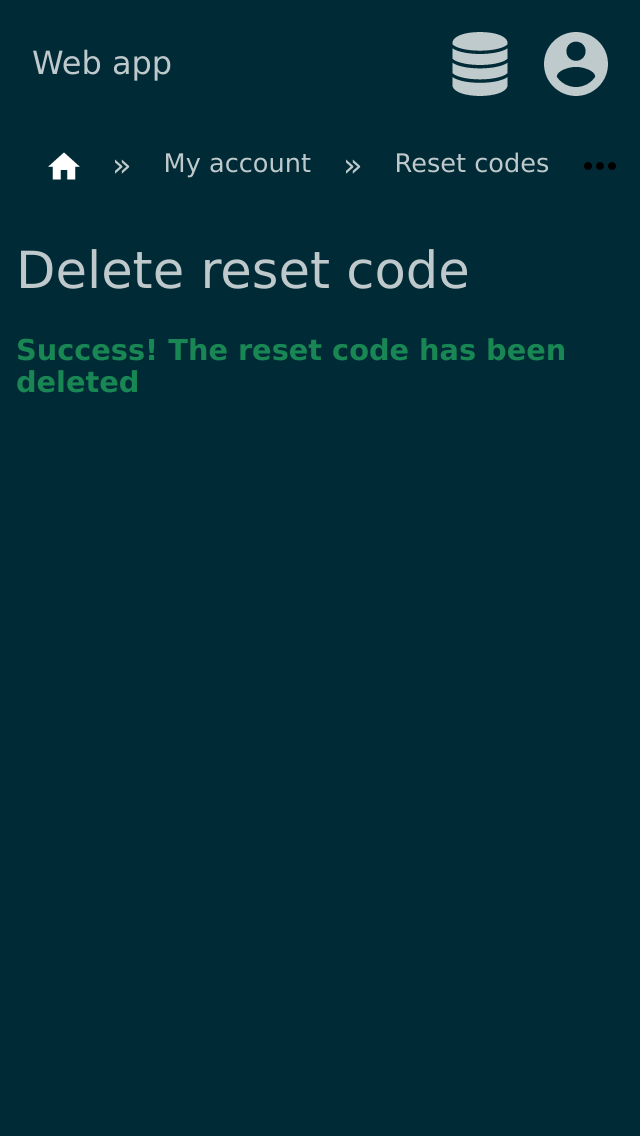 Web app
» My account » Reset codes
Delete reset code
Success! The reset code has been
deleted